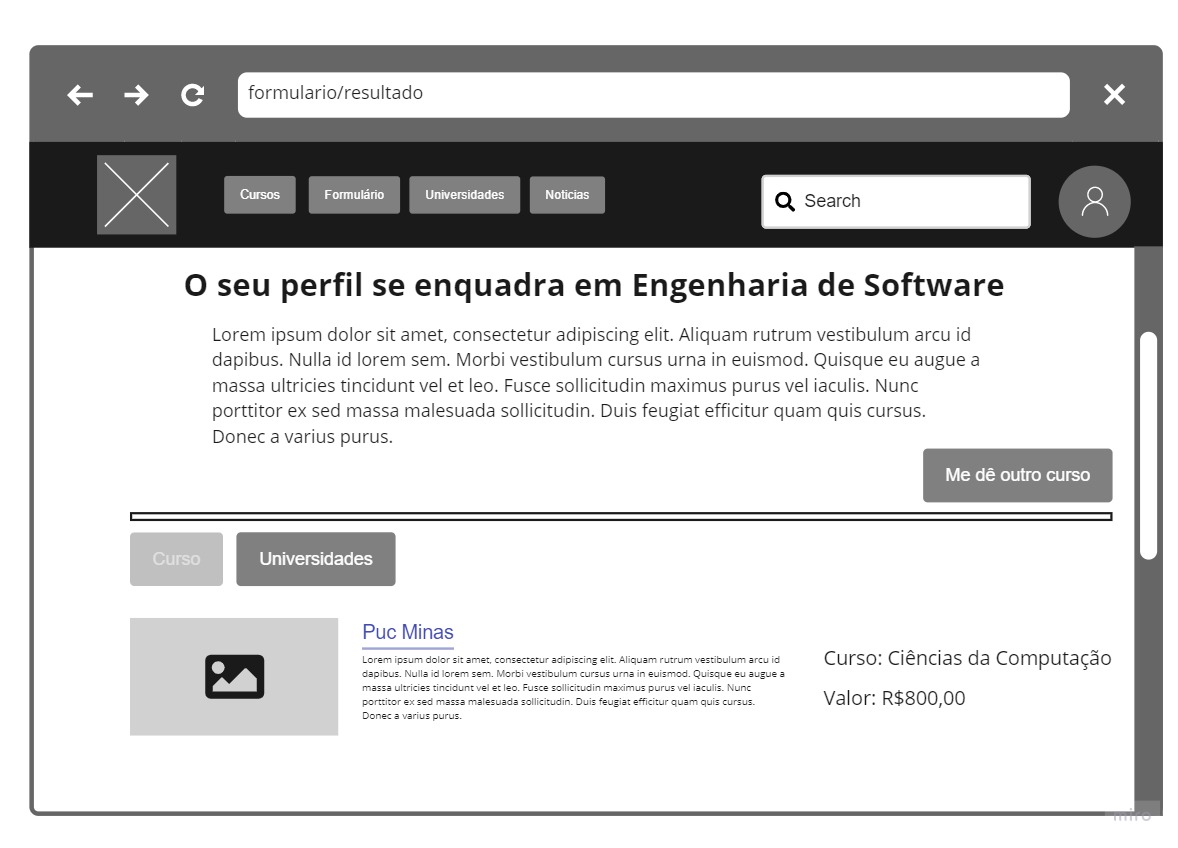 formulario/resultado
Cursos
Formulário
Universidades
Noticias
Search
O seu perfil se enquadra em Engenharia de Software
Lorem ipsum dolor sit amet, consectetur adipiscing elit. Aliquam rutrum vestibulum arcu id
dapibus. Nulla id lorem sem. Morbi vestibulum cursus urna in euismod. Quisque eu augue a
massa ultricies tincidunt vel et leo. Fusce sollicitudin maximus purus vel iaculis. Nunc
porttitor ex sed massa malesuada sollicitudin. Duis feugiat efficitur quam quis cursus.
Donec a varius purus.
Me dê outro curso
Curso
Universidades
Puc Minas
Lorem ipsum dolor sit amet, consectetur adipiscing elit. Aliquam rutrum vestibulum arcu id
dapibus. Nulla id lorem sem. Morbi vestibulum cursus urna in euismod. Quisque eu augue a
massa ultricies tincidunt vel et leo. Fusce sollicitudin maximus purus vel iaculis. Nunc
porttitor ex sed massa malesuada sollicitudin. Duis feugiat efficitur quam quis cursus.
Donec a varius purus.
Curso: Ciências da Computação
Valor: R$800,00
miro